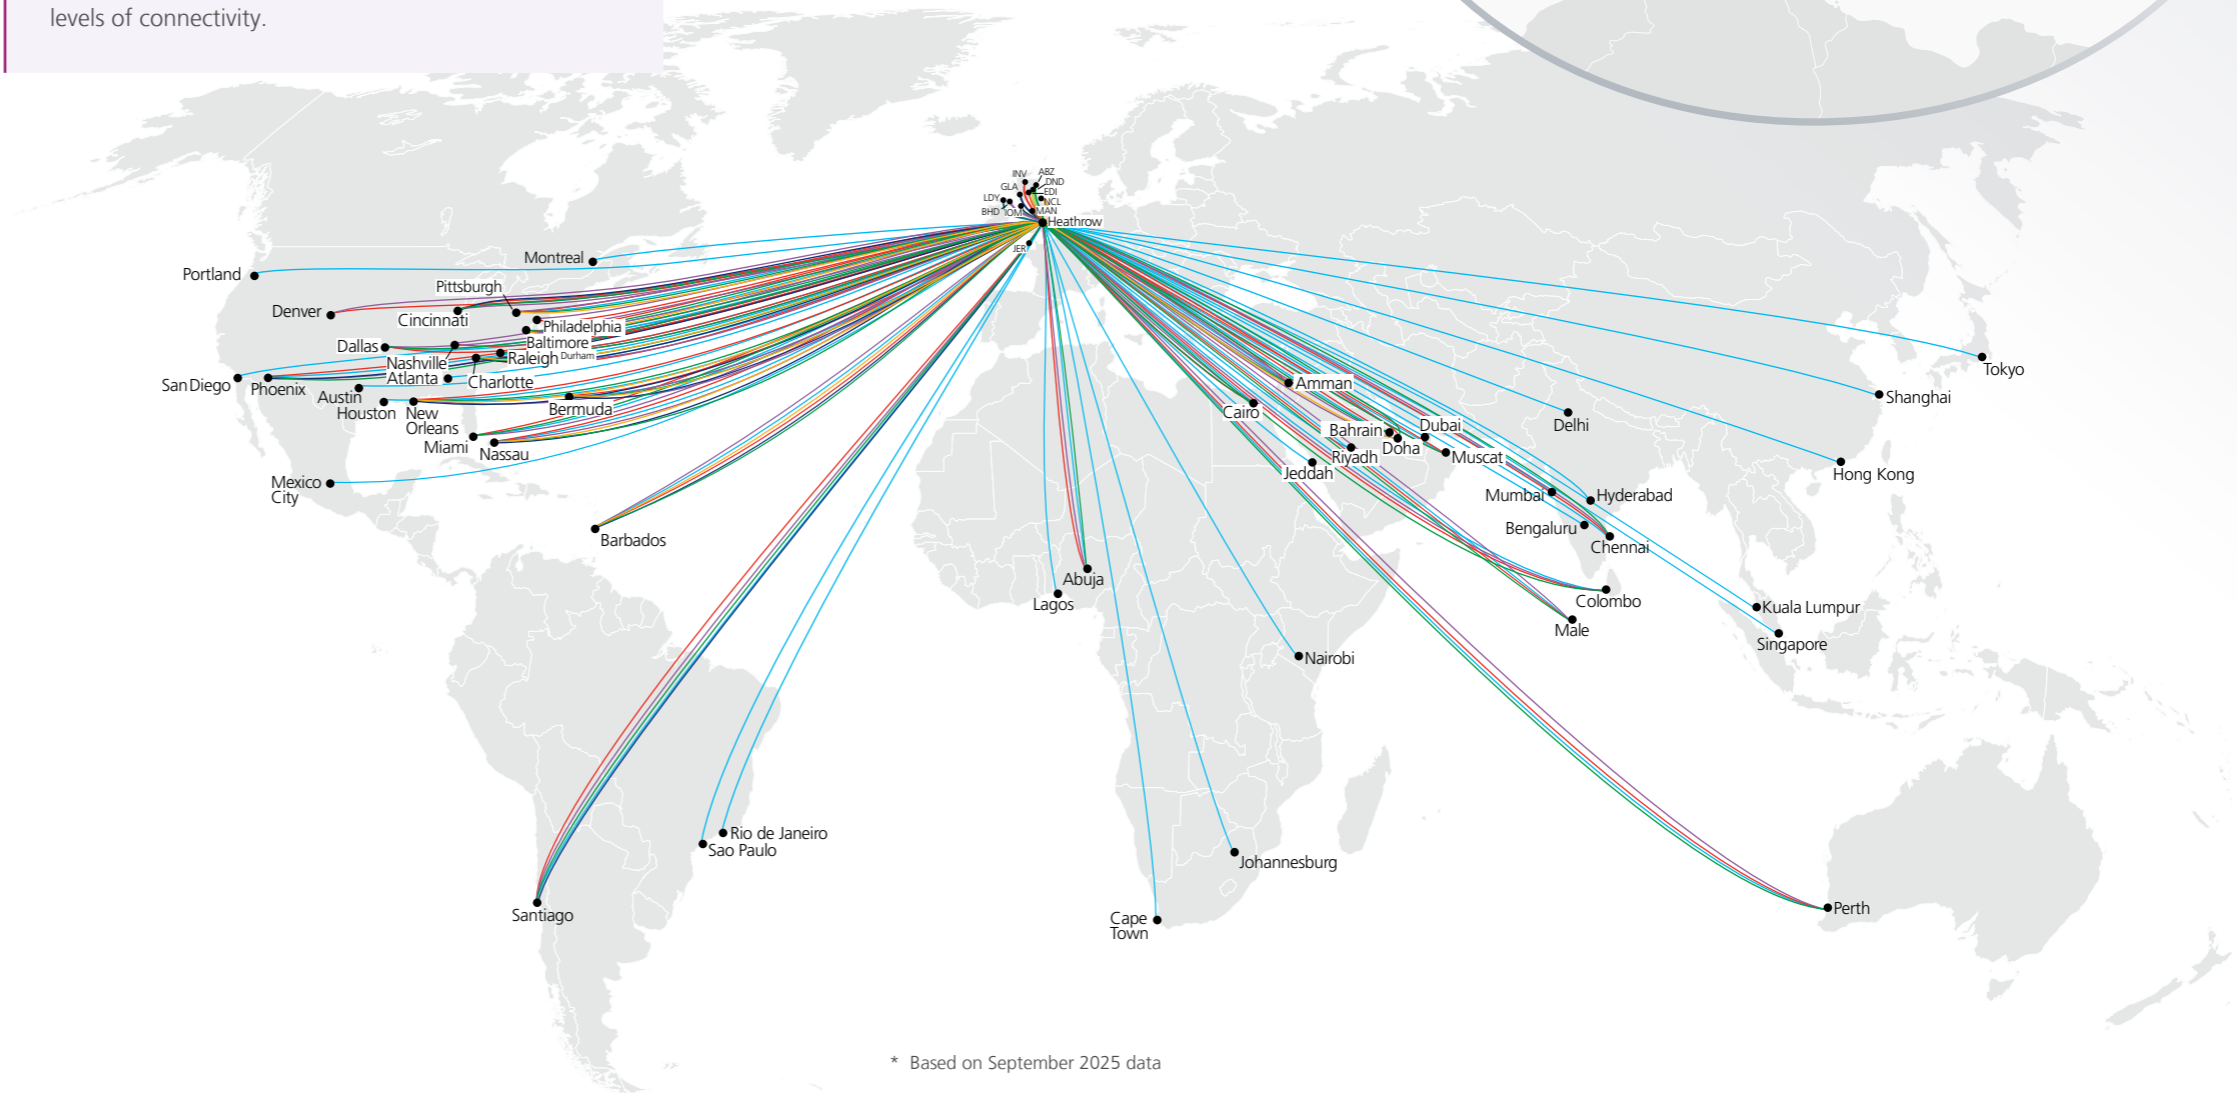 levels of connectivity.
INV
ABZ
GLA
DND
EDI
LDY
NCL
BHD
IOM
MAN
Heathrow
JER
Montreal
Portland
Pittsburgh
Denver
Cincinnati
Philadelphia
Dallas
Baltimore
Nashville
Raleigh Durham
Atlanta
Charlotte
San Diego
Phoenix
Austin
Houston
New
Orleans
Bermuda
Miami
Nassau
Mexico
City
Barbados
Amman
Cairo
Bahrain
Doha
Dubai
Riyadh
Muscat
Jeddah
Delhi
Tokyo
Shanghai
Hong Kong
Mumbai
Hyderabad
Bengaluru
Chennai
Abuja
Lagos
Colombo
Male
Kuala Lumpur
Singapore
Nairobi
Rio de Janeiro
Sao Paulo
Johannesburg
Santiago
Cape
Town
Perth
* Based on September 2025 data